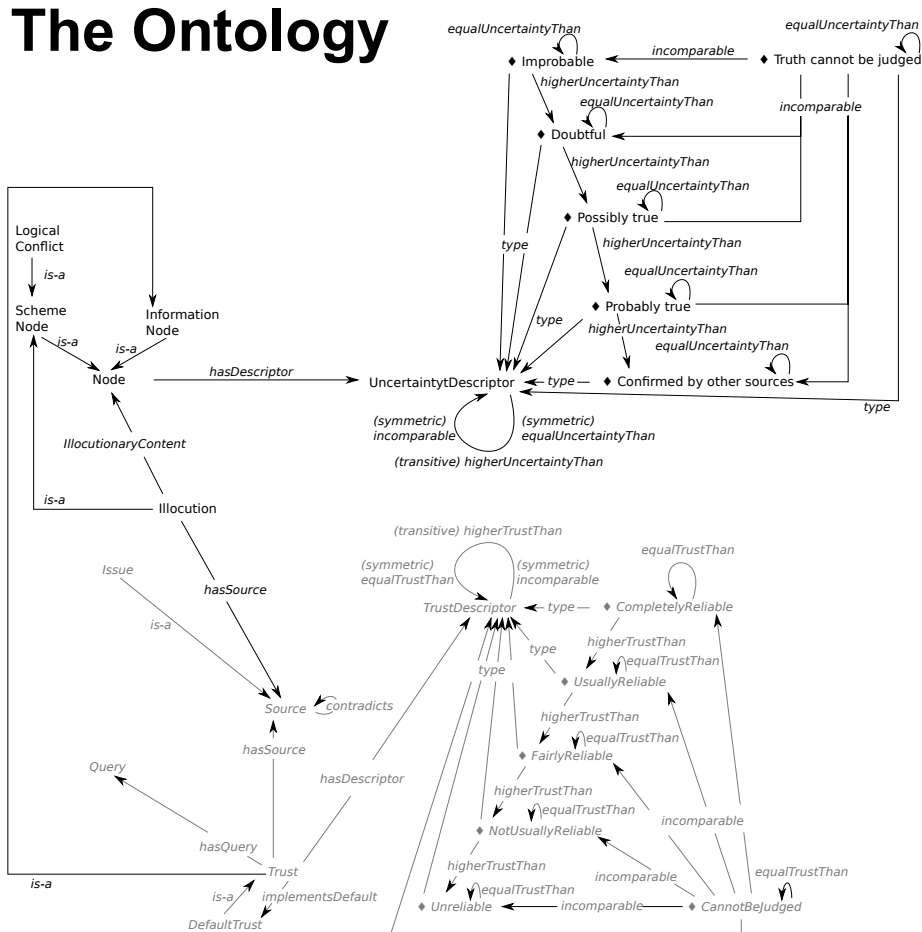 The Ontology
equalUncertaintyThan
equalUncertaintyThan
♦ Improbable
incomparable
♦ Truth cannot be judged
higherUncertaintyThan
equalUncertaintyThan
incomparable
♦ Doubtful
higherUncertaintyThan
equalUncertaintyThan
♦ Possibly true
higherUncertaintyThan
type
equalUncertaintyThan
♦ Probably true
type
higherUncertaintyThan
equalUncertaintyThan
Logical
Conflict
is-a
Scheme
Node
Information
Node
is-a
is-a
Node
hasDescriptor
UncertaintytDescriptor
type
♦ Confirmed by other sources
type
(symmetric)
incomparable
(symmetric)
equalUncertaintyThan
(transitive) higherUncertaintyThan
IllocutionaryContent
is-a
Illocution
hasSource
Issue
is-a
(transitive) higherTrustThan
(symmetric)
equalTrustThan
(symmetric)
incomparable
equalTrustThan
TrustDescriptor
type
♦ CompletelyReliable
higherTrustThan
type
equalTrustThan
type
♦ UsuallyReliable
Source
contradicts
higherTrustThan
hasSource
equalTrustThan
♦ FairlyReliable
Query
hasDescriptor
higherTrustThan
equalTrustThan
incomparable
♦ NotUsuallyReliable
hasQuery
higherTrustThan
incomparable
equalTrustThan
Trust
is-a
is-a
implementsDefault
equalTrustThan
♦ Unreliable
incomparable
♦ CannotBeJudged
DefaultTrust